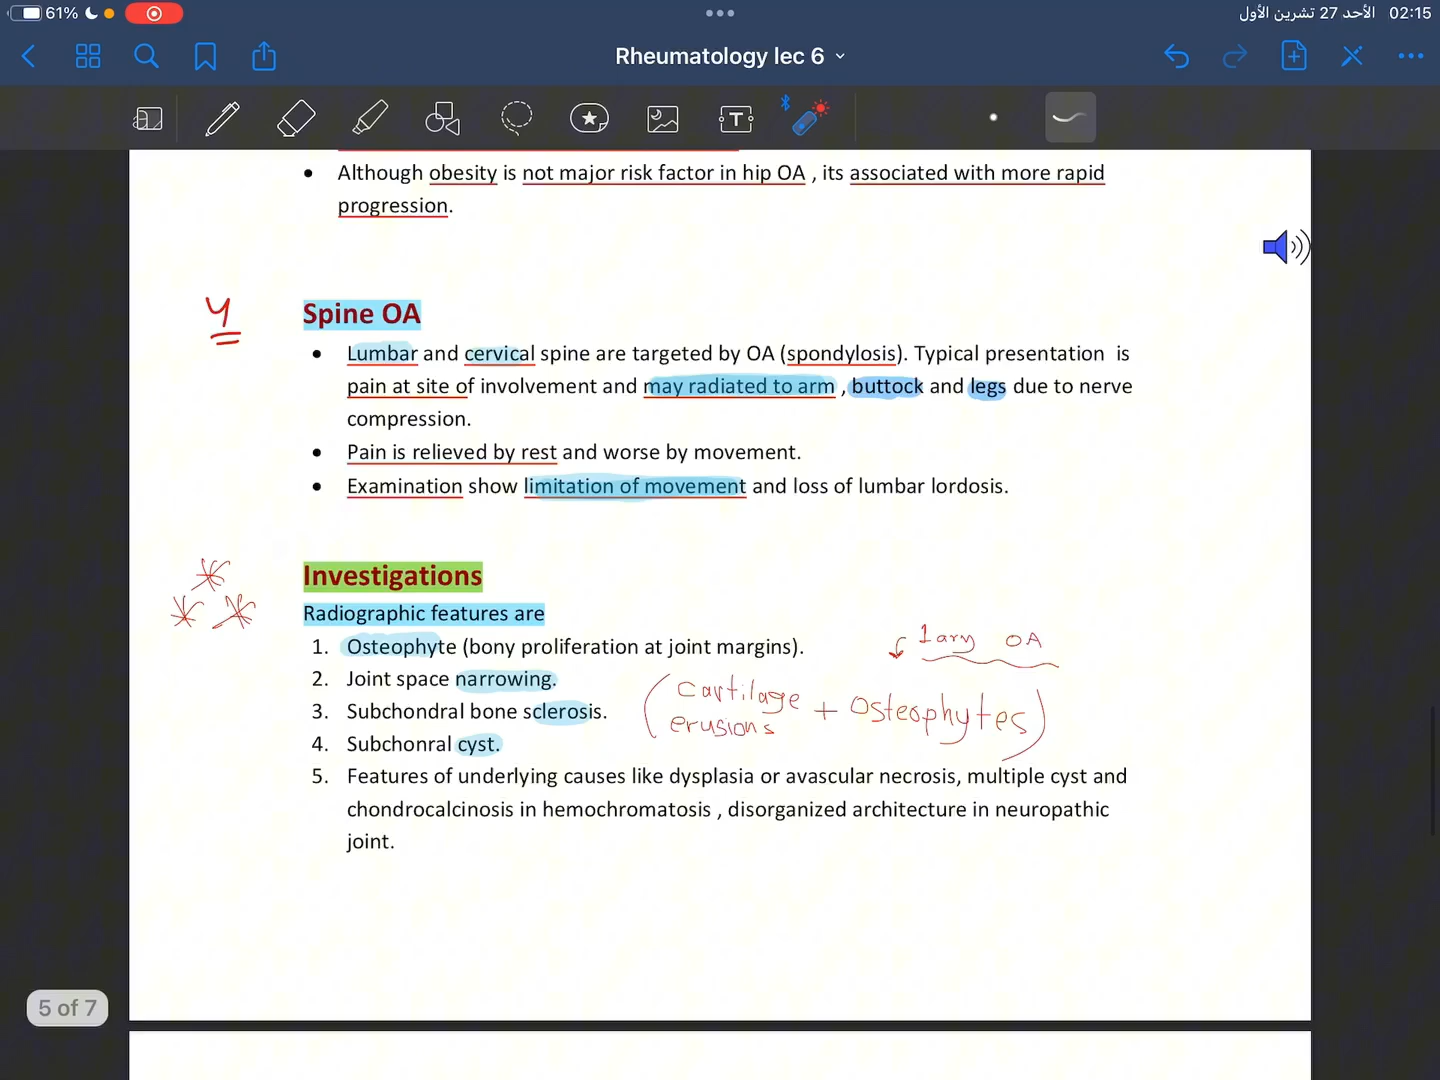 61%
02:15 الأحد 27 تشرين الأول
Rheumatology lec 6
T
• Although obesity is not major risk factor in hip OA , its associated with more rapid
progression.
4
Spine OA
• Lumbar and cervical spine are targeted by OA (spondylosis). Typical presentation is
pain at site of involvement and may radiated to arm , buttock and legs due to nerve
compression.
• Pain is relieved by rest and worse by movement.
• Examination show limitation of movement and loss of lumbar lordosis.
Investigations
Radiographic features are
1. Osteophyte (bony proliferation at joint margins).
1ary OA
2. Joint space narrowing.
3. Subchondral bone sclerosis.
(cartilage
erusions + Osteophytes)
4. Subchonral cyst.
5. Features of underlying causes like dysplasia or avascular necrosis, multiple cyst and
chondrocalcinosis in hemochromatosis , disorganized architecture in neuropathic
joint.
5 of 7